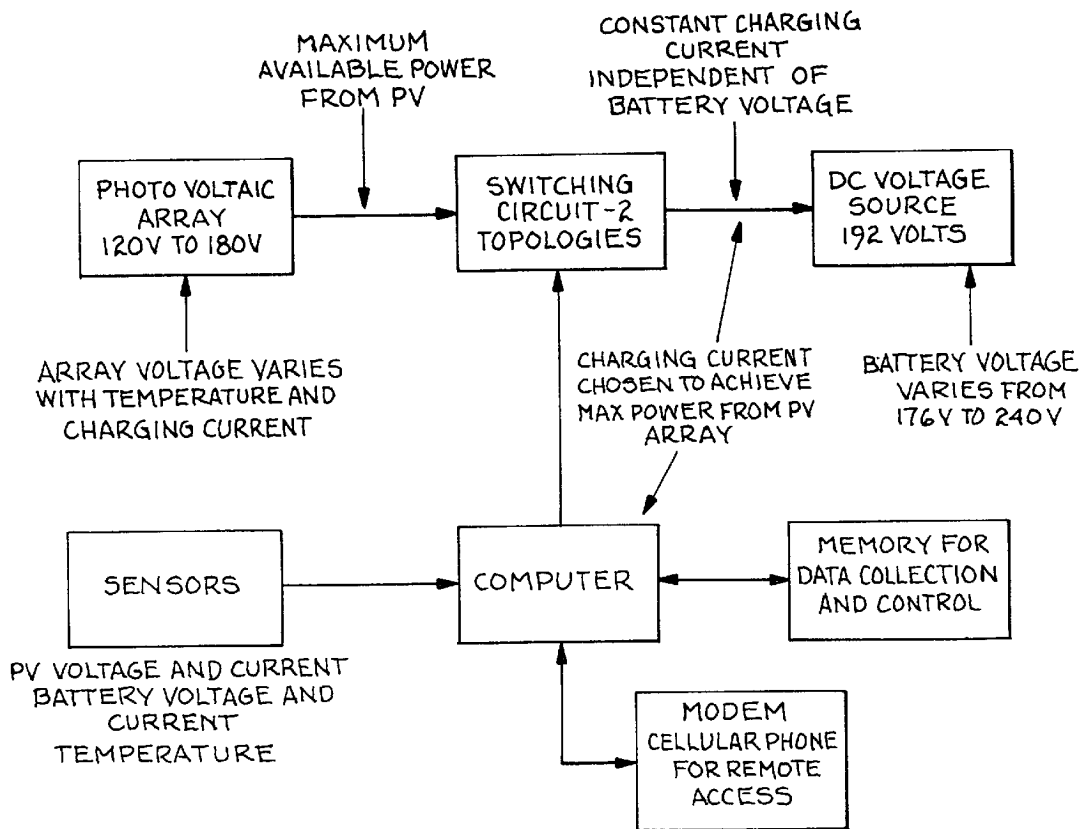 MAXIMUM
AVAILABLE POWER
FROM PV
CONSTANT CHARGING
CURRENT
INDEPENDENT OF
BATTERY VOLTAGE
PHOTO VOLTAIC
ARRAY
120V TO 180V
SWITCHING
CIRCUIT-2
TOPOLOGIES
DC VOLTAGE
SOURCE
192 VOLTS
ARRAY VOLTAGE VARIES
WITH TEMPERATURE AND
CHARGING CURRENT
CHARGING CURRENT
CHOSEN TO ACHIEVE
MAX POWER FROM PV
ARRAY
BATTERY VOLTAGE
VARIES FROM
176V TO 240V
SENSORS
COMPUTER
MEMORY FOR
DATA COLLECTION
AND CONTROL
PV VOLTAGE AND CURRENT
BATTERY VOLTAGE AND
CURRENT
TEMPERATURE
MODEM
CELLULAR PHONE
FOR REMOTE
ACCESS